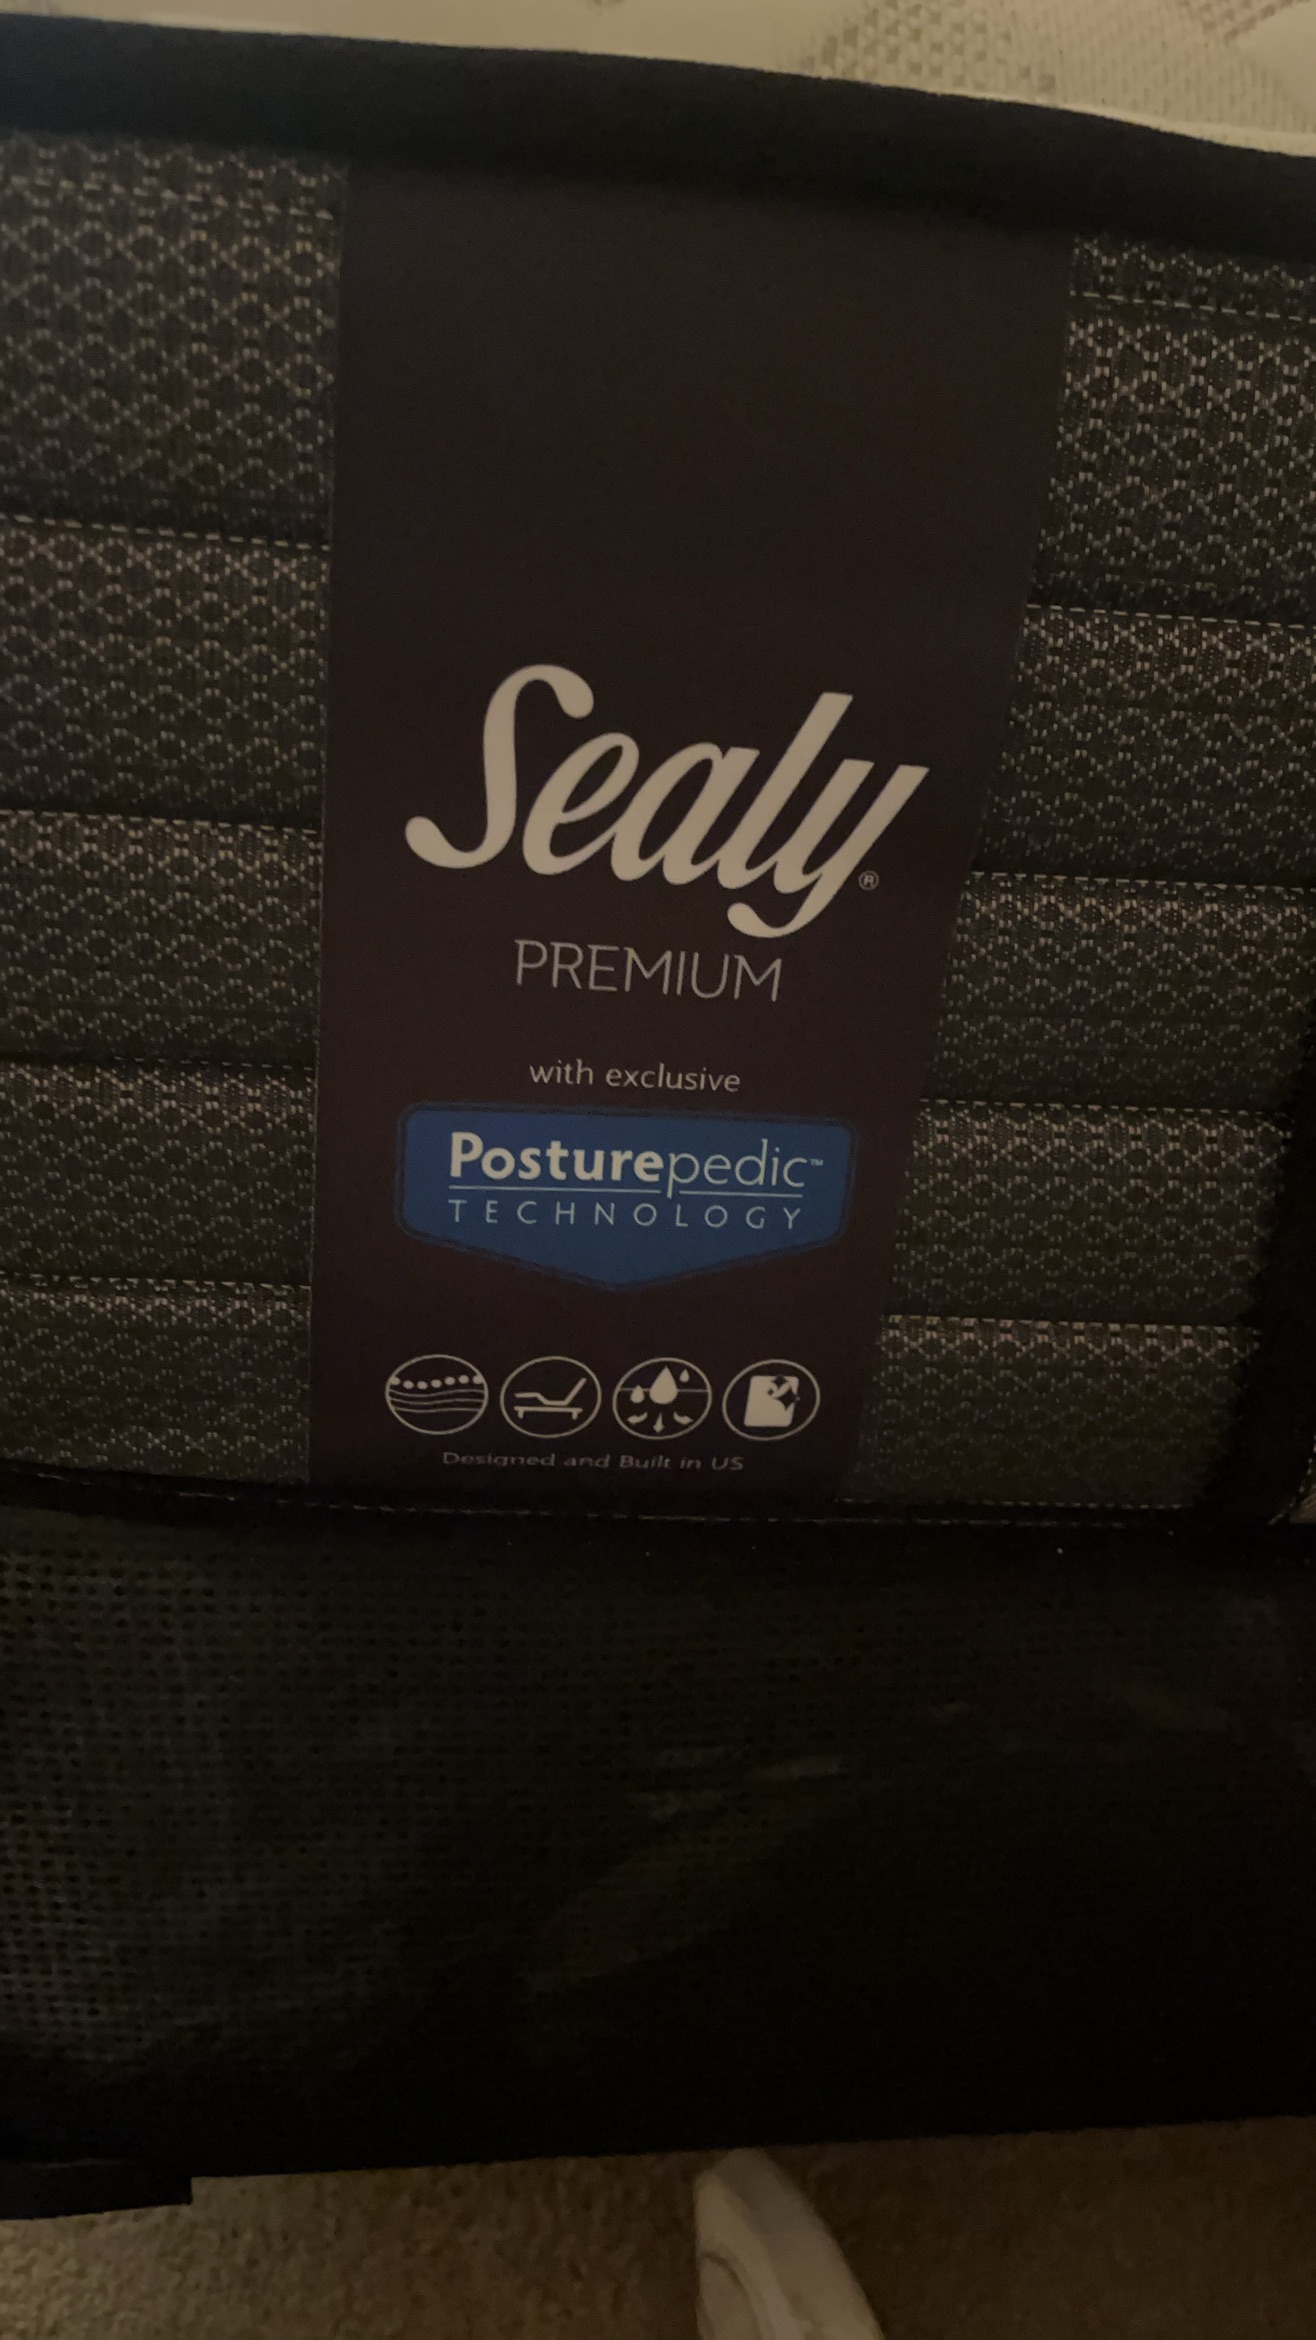 Sealy®
PREMIUM
with exclusive
Posturepedic™
TECHNOLOGY
Designed and Built in US